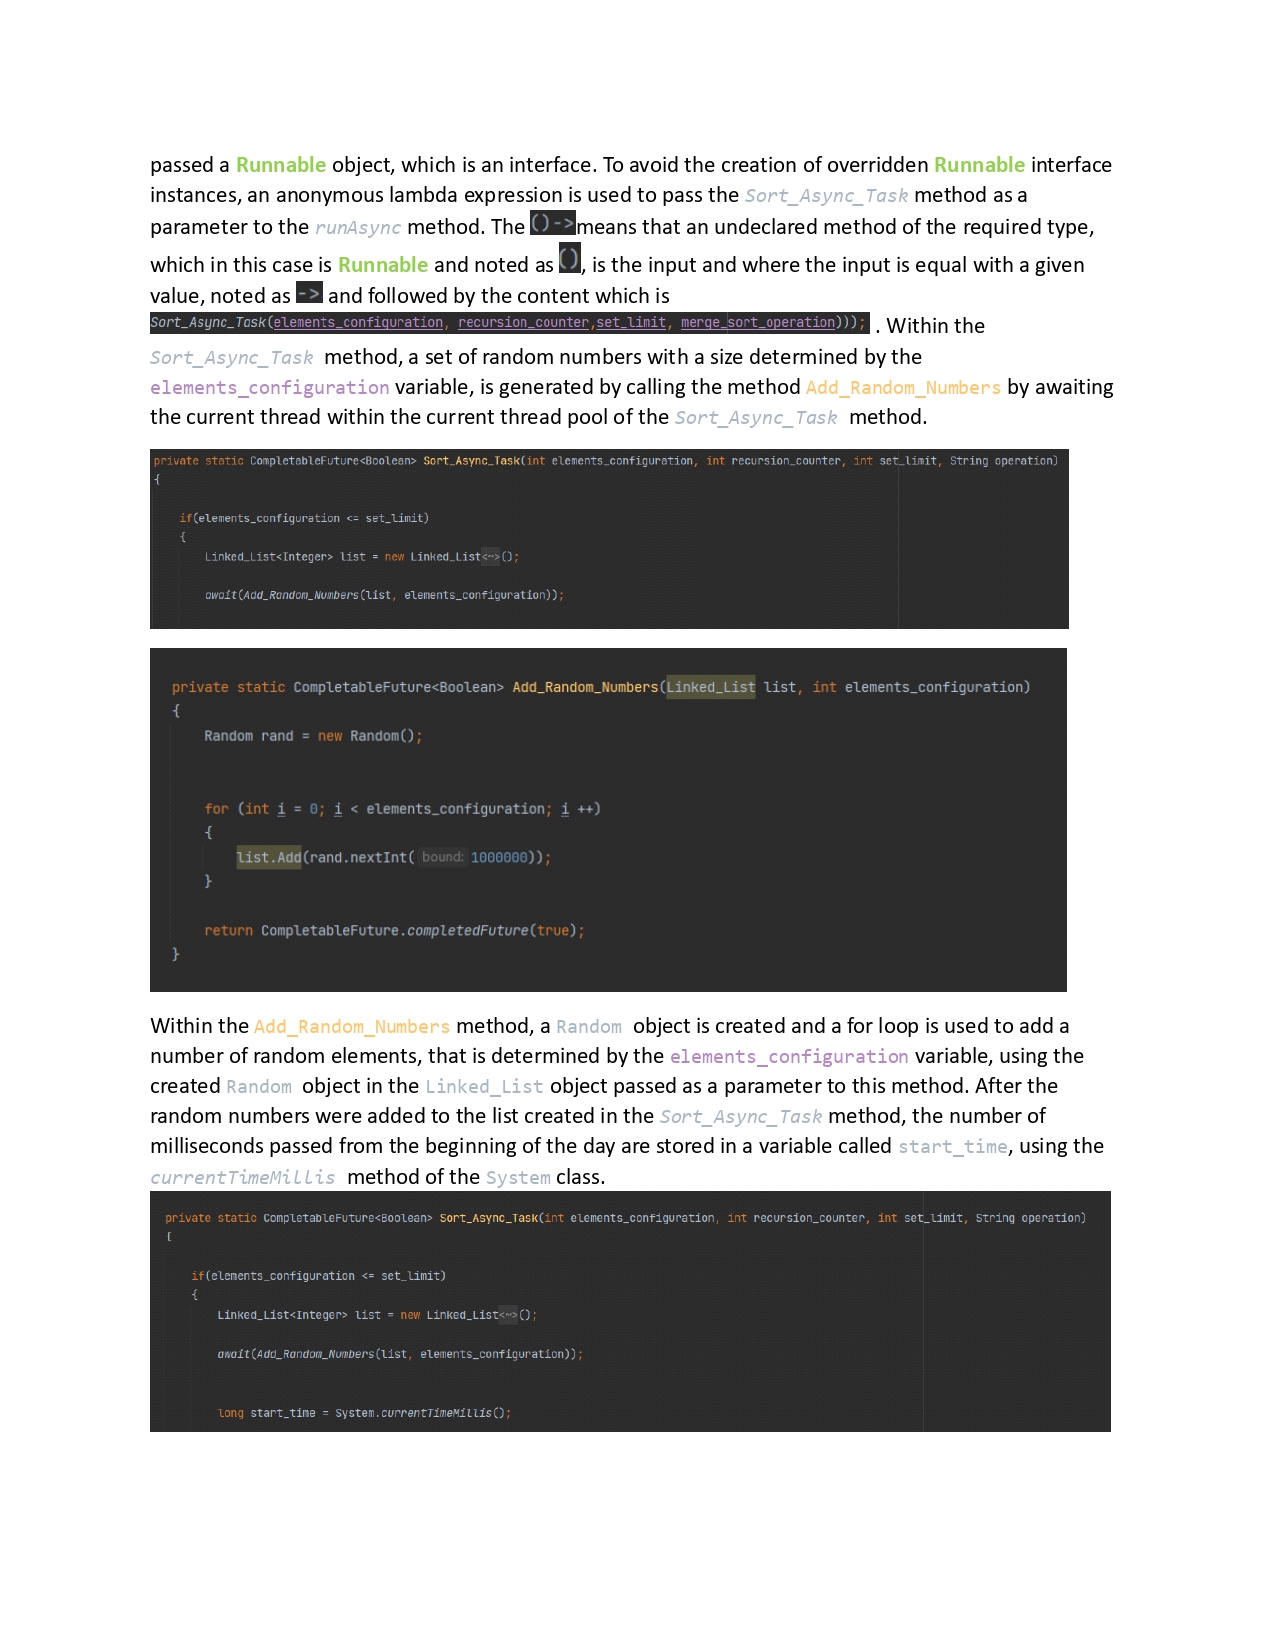 passed a Runnable object, which is an interface. To avoid the creation of overridden Runnable interface
instances, an anonymous lambda expression is used to pass the Sort_Async_Task method as a
parameter to the runAsync method. The ()-> means that an undeclared method of the required type,
which in this case is Runnable and noted as (), is the input and where the input is equal with a given
value, noted as -> and followed by the content which is
Sort_Async_Task(elements_configuration, recursion_counter,set_limit, merge_sort_operation))); . Within the
Sort_Async_Task method, a set of random numbers with a size determined by the
elements_configuration variable, is generated by calling the method Add_Random_Numbers by awaiting
the current thread within the current thread pool of the Sort_Async_Task method.
private static CompletableFuture<Boolean> Sort_Async_Task(int elements_configuration, int recursion_counter, int set_limit, String operation)
{
if(elements_configuration <= set_limit)
{
Linked_List<Integer> list = new Linked_List<~>();
await(Add_Random_Numbers(list, elements_configuration));
private static CompletableFuture<Boolean> Add_Random_Numbers(Linked_List list, int elements_configuration)
{
Random rand = new Random();
for (int i = 0; i < elements_configuration; i ++)
{
list.Add(rand.nextInt( bound: 1000000));
}
return CompletableFuture.completedFuture(true);
}
Within the Add_Random_Numbers method, a Random object is created and a for loop is used to add a
number of random elements, that is determined by the elements_configuration variable, using the
created Random object in the Linked_List object passed as a parameter to this method. After the
random numbers were added to the list created in the Sort_Async_Task method, the number of
milliseconds passed from the beginning of the day are stored in a variable called start_time, using the
currentTimeMillis method of the System class.
private static CompletableFuture<Boolean> Sort_Async_Task(int elements_configuration, int recursion_counter, int set_limit, String operation)
{
if(elements_configuration <= set_limit)
{
Linked_List<Integer> list = new Linked_List<~>();
await(Add_Random_Numbers(list, elements_configuration));
long start_time = System.currentTimeMillis();